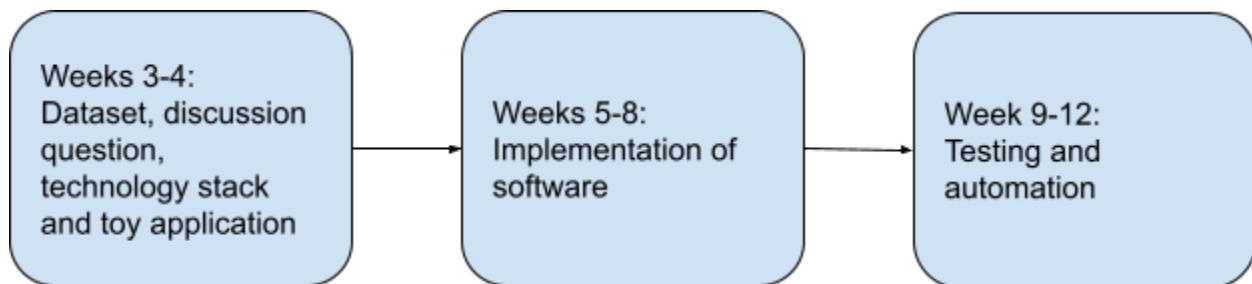 Weeks 3-4:
Dataset, discussion
question,
technology stack
and toy application
Weeks 5-8:
Implementation of
software
Week 9-12:
Testing and
automation